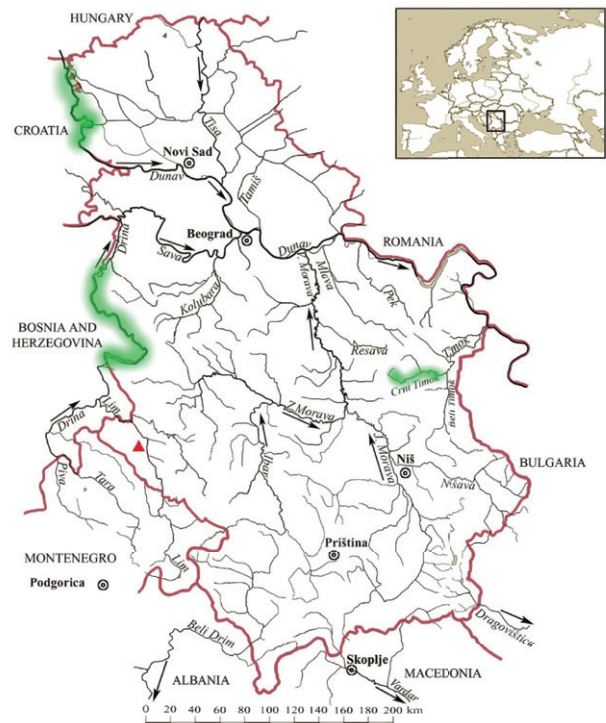 HUNGARY
CROATIA
Tisa
Novi Sad
Dunav
Tamiš
Drina
Beograd
Sava
Dunav
ROMANIA
V. Morava
Mlava
Pek
Kolubara
BOSNIA AND
HERZEGOVINA
Resava
Timok
Crni Timok
Beli Timok
Drina
Lim
Z. Morava
Ibar
J. Morava
Niš
BULGARIA
Nišava
Piva
Tara
Priština
MONTENEGRO
Lim
Podgorica
Dragovištica
Beli Drim
Skoplje
MACEDONIA
ALBANIA
Vardar
0 20 40 60 80 100 120 140 160 180 200 km